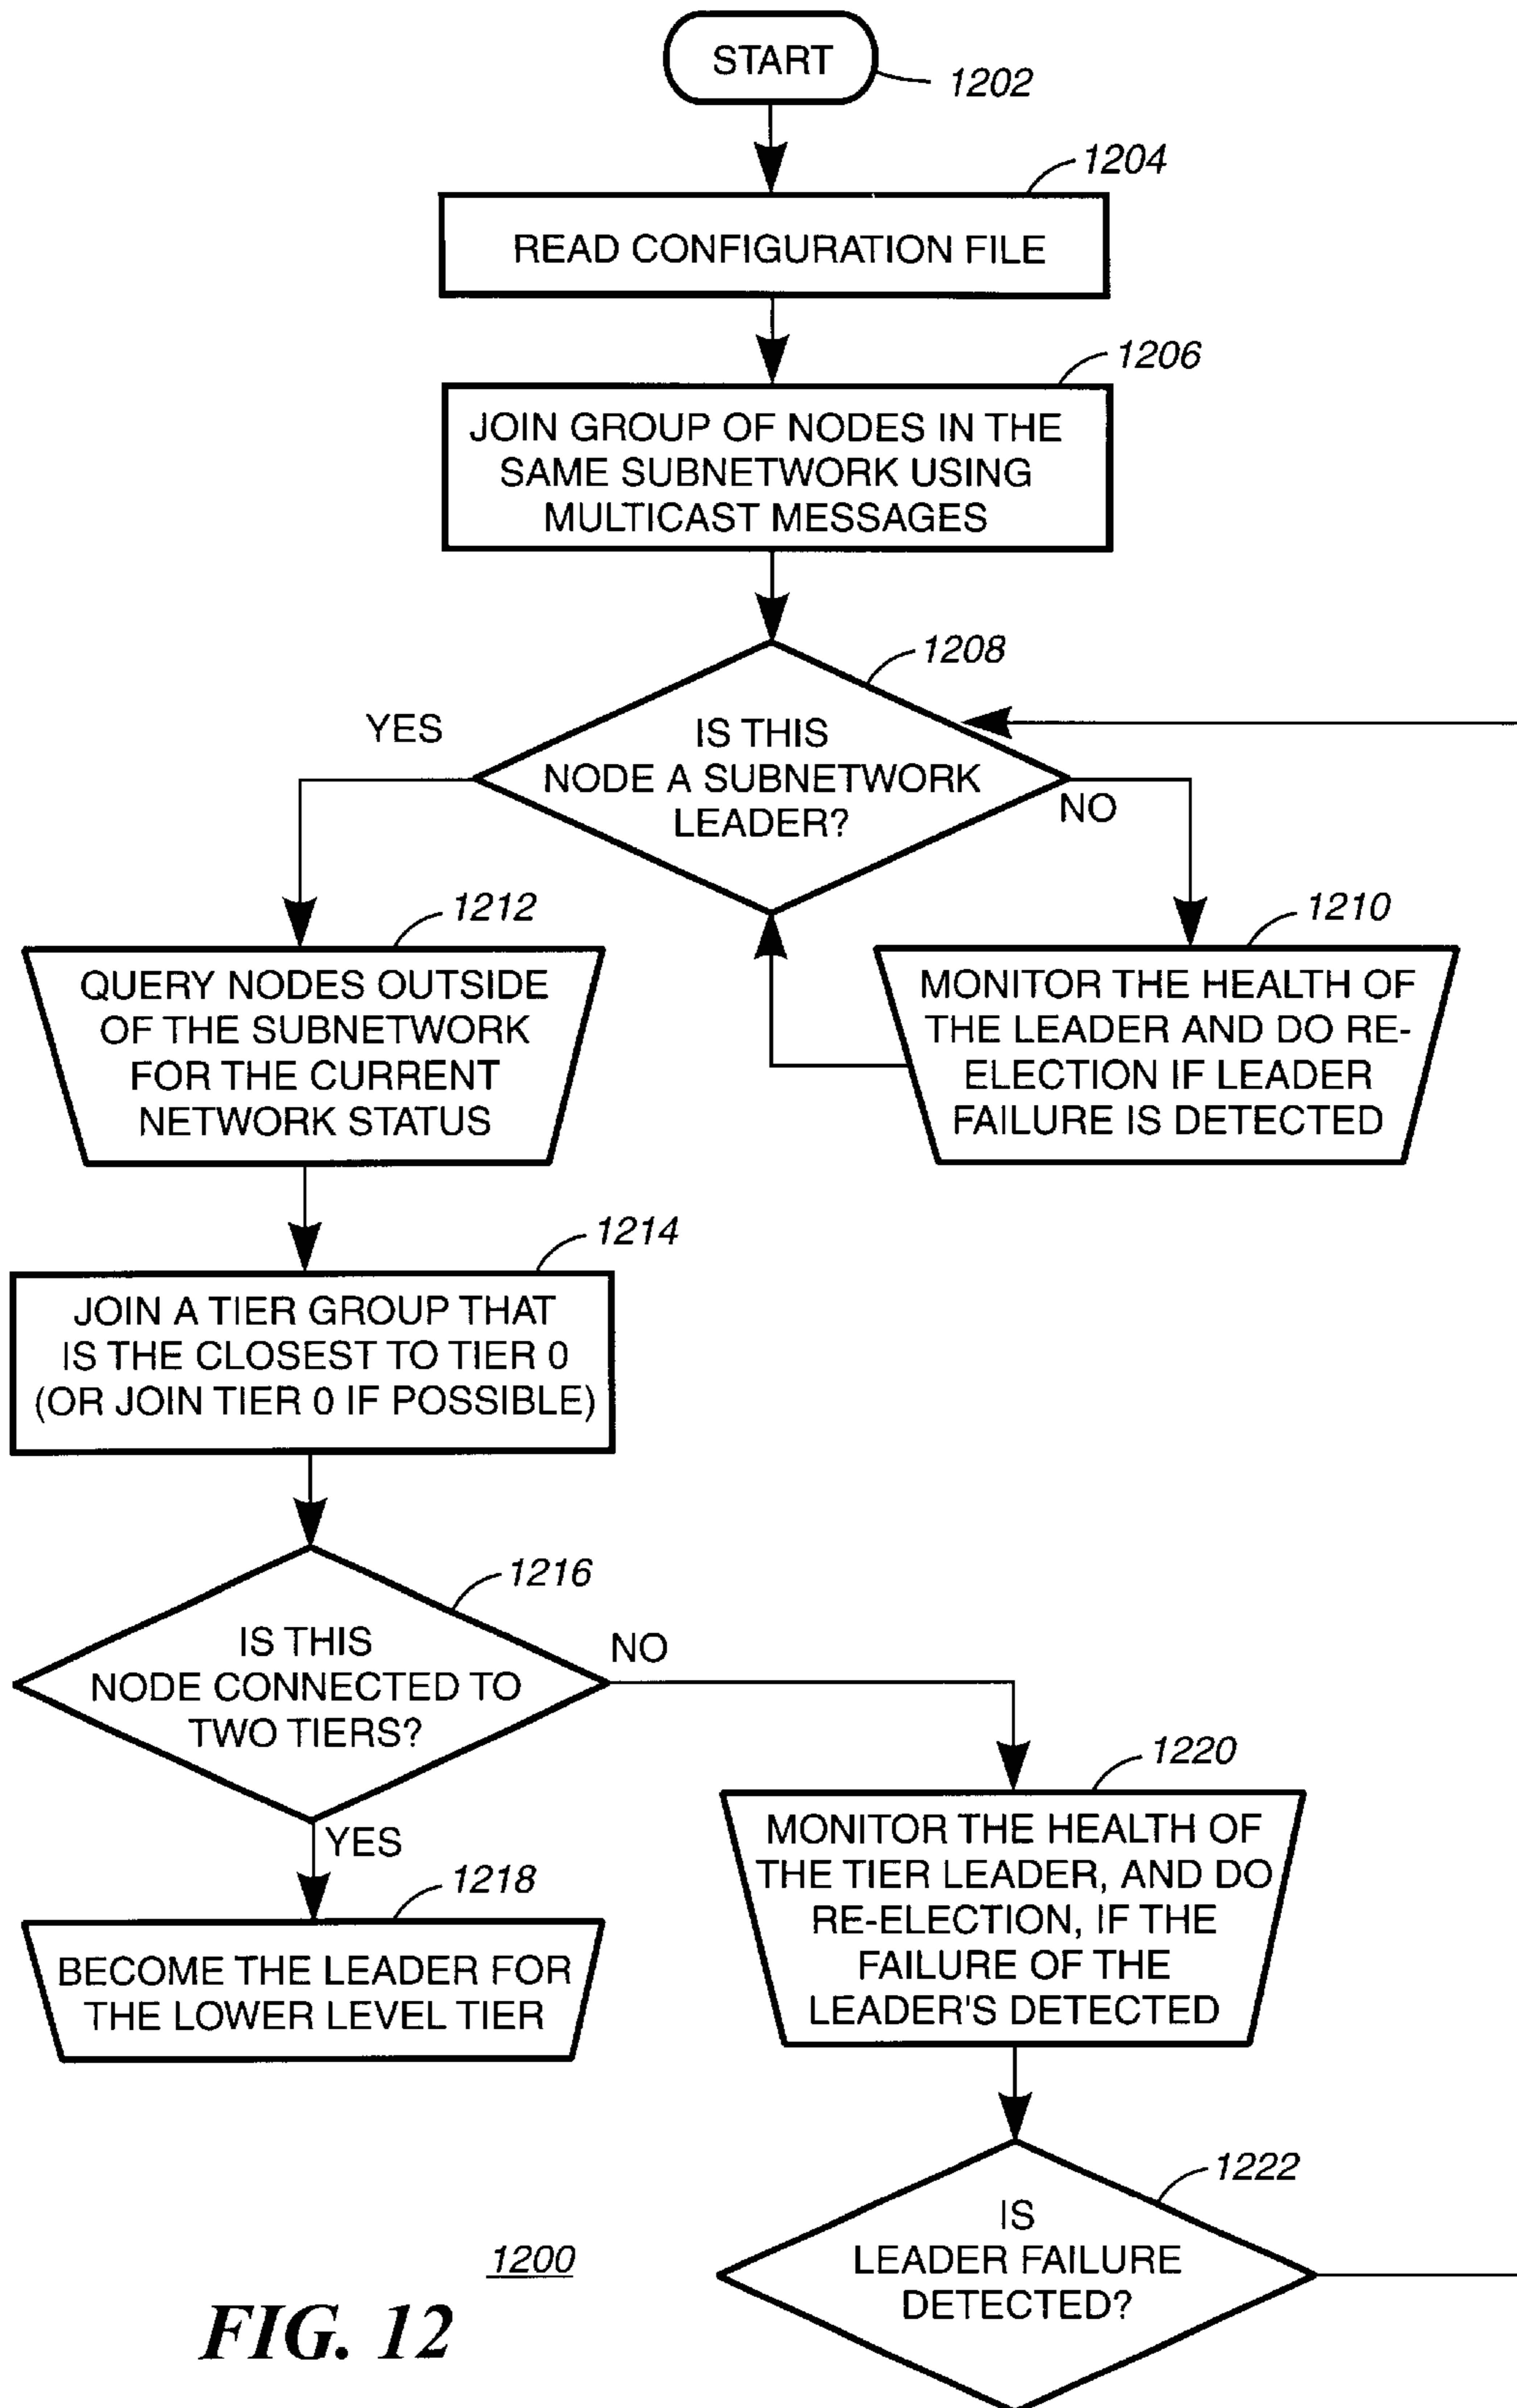 START
1202
1204
READ CONFIGURATION FILE
1206
JOIN GROUP OF NODES IN THE
SAME SUBNETWORK USING
MULTICAST MESSAGES
1208
IS THIS
NODE A SUBNETWORK
LEADER?
YES
NO
1212
QUERY NODES OUTSIDE
OF THE SUBNETWORK
FOR THE CURRENT
NETWORK STATUS
1210
MONITOR THE HEALTH OF
THE LEADER AND DO RE-
ELECTION IF LEADER
FAILURE IS DETECTED
1214
JOIN A TIER GROUP THAT
IS THE CLOSEST TO TIER 0
(OR JOIN TIER 0 IF POSSIBLE)
1216
IS THIS
NODE CONNECTED TO
TWO TIERS?
NO
YES
1218
BECOME THE LEADER FOR
THE LOWER LEVEL TIER
1220
MONITOR THE HEALTH OF
THE TIER LEADER, AND DO
RE-ELECTION, IF THE
FAILURE OF THE
LEADER'S DETECTED
1222
IS
LEADER FAILURE
DETECTED?
1200
FIG. 12